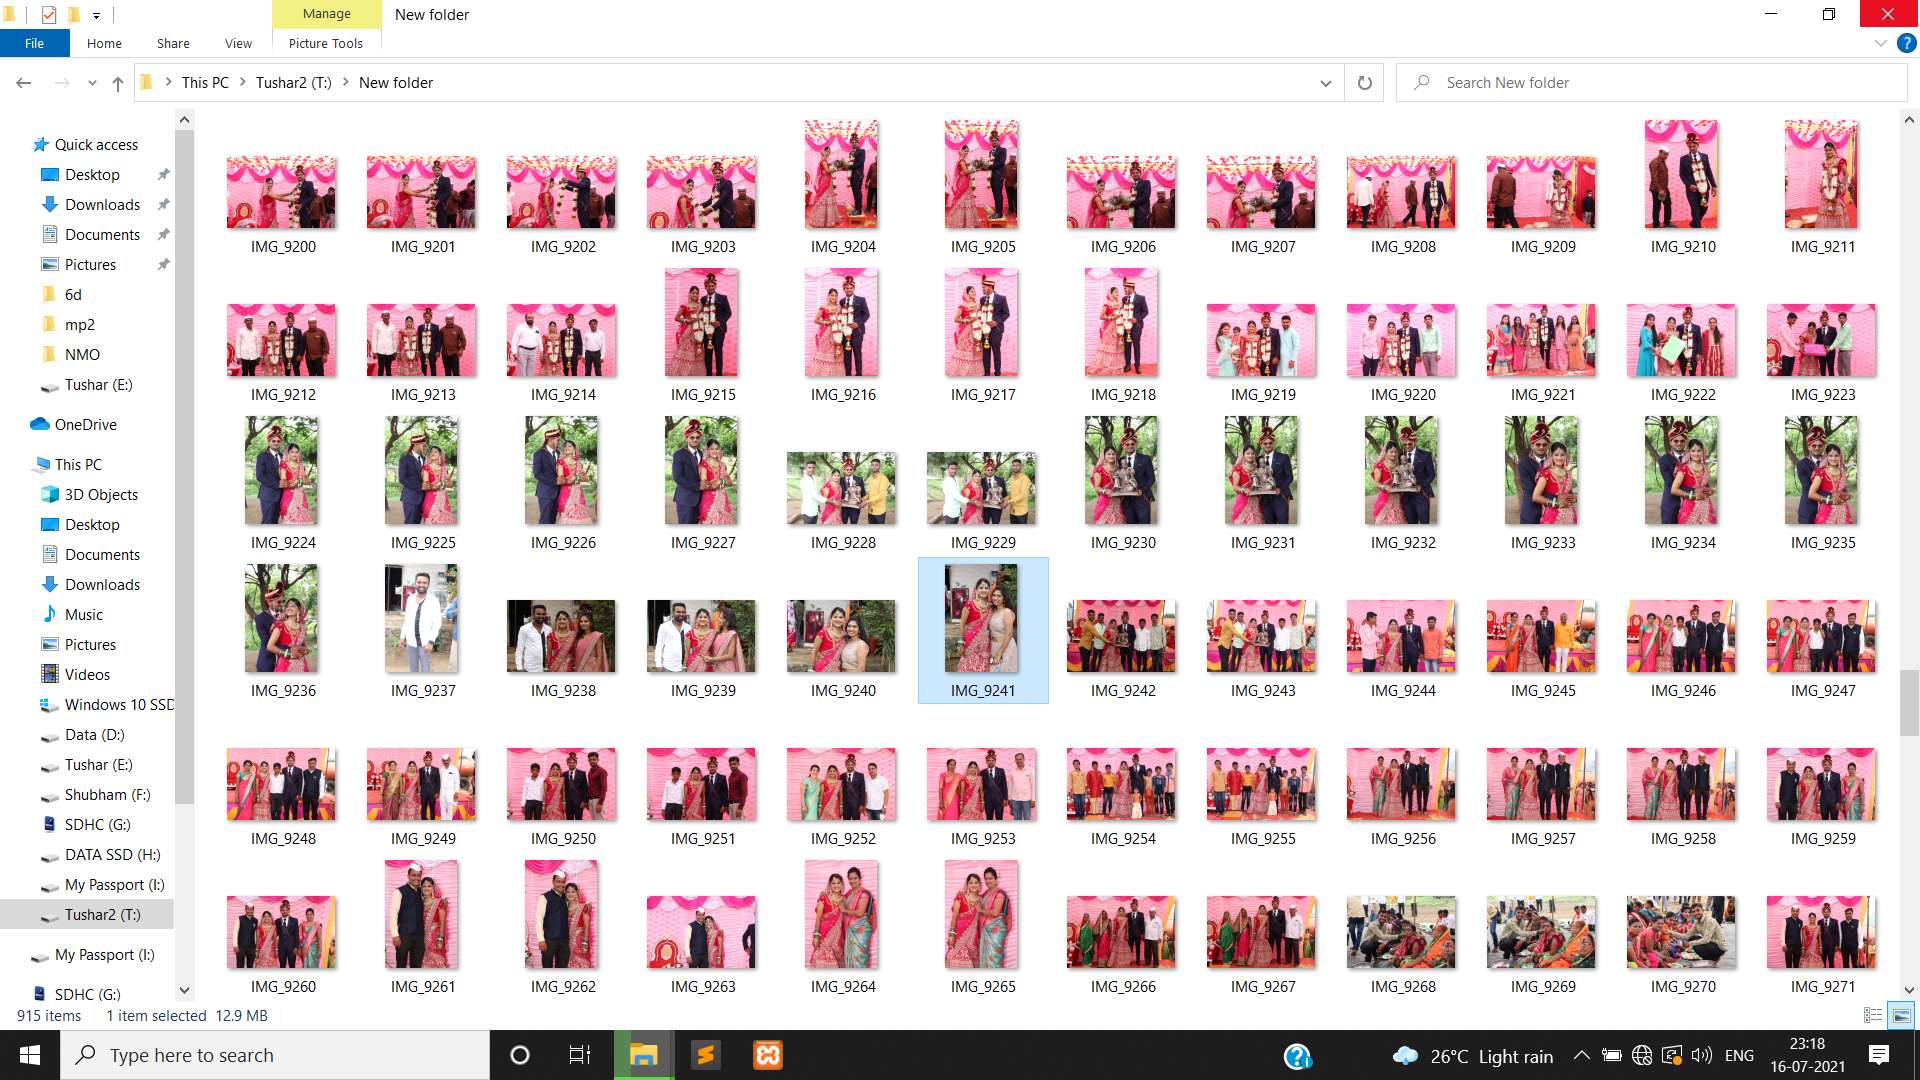 Manage
New folder
File
Home
Share
View
Picture Tools
This PC
Tushar2 (T:)
New folder
Search New folder
Quick access
Desktop
Downloads
Documents
Pictures
6d
mp2
NMO
Tushar (E:)
OneDrive
This PC
3D Objects
Desktop
Documents
Downloads
Music
Pictures
Videos
Windows 10 SSD
Data (D:)
Tushar (E:)
Shubham (F:)
SDHC (G:)
DATA SSD (H:)
My Passport (I:)
Tushar2 (T:)
My Passport (I:)
SDHC (G:)
IMG_9200 IMG_9201 IMG_9202 IMG_9203 IMG_9204 IMG_9205 IMG_9206 IMG_9207 IMG_9208 IMG_9209 IMG_9210 IMG_9211
IMG_9212 IMG_9213 IMG_9214 IMG_9215 IMG_9216 IMG_9217 IMG_9218 IMG_9219 IMG_9220 IMG_9221 IMG_9222 IMG_9223
IMG_9224 IMG_9225 IMG_9226 IMG_9227 IMG_9228 IMG_9229 IMG_9230 IMG_9231 IMG_9232 IMG_9233 IMG_9234 IMG_9235
IMG_9236 IMG_9237 IMG_9238 IMG_9239 IMG_9240 IMG_9241 IMG_9242 IMG_9243 IMG_9244 IMG_9245 IMG_9246 IMG_9247
IMG_9248 IMG_9249 IMG_9250 IMG_9251 IMG_9252 IMG_9253 IMG_9254 IMG_9255 IMG_9256 IMG_9257 IMG_9258 IMG_9259
IMG_9260 IMG_9261 IMG_9262 IMG_9263 IMG_9264 IMG_9265 IMG_9266 IMG_9267 IMG_9268 IMG_9269 IMG_9270 IMG_9271
915 items 1 item selected 12.9 MB
Type here to search
26°C Light rain
ENG
23:18
16-07-2021